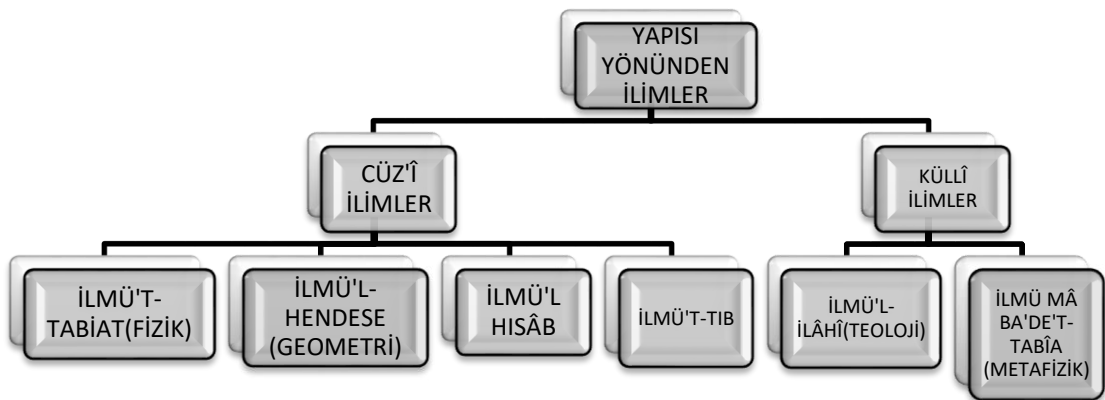 YAPISI
YÖNÜNDEN
İLİMLER
CÜZ'Î
İLİMLER
KÜLLÎ
İLİMLER
İLMÜ'T-
TABİAT(FİZİK)
İLMÜ'L-
HENDESE
(GEOMETRİ)
İLMÜ'L
HISÂB
İLMÜ'T-TIB
İLMÜ'L-
İLÂHÎ(TEOLOJİ)
İLMÜ MÂ
BA'DE'T-
TABÎA
(METAFİZİK)